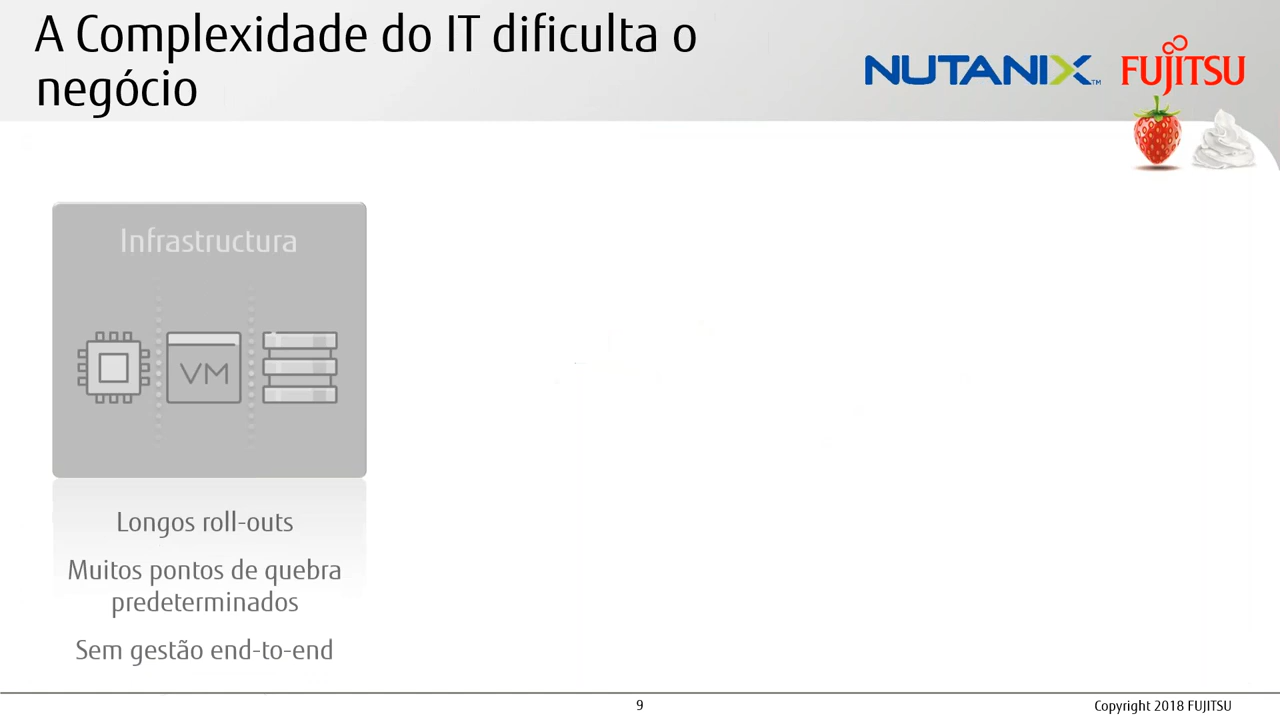 A Complexidade do IT dificulta o
negócio
NUTANIX™
FUJITSU
Infrastructura
VM
Longos roll-outs
Muitos pontos de quebra
predeterminados
Sem gestão end-to-end
9
Copyright 2018 FUJITSU